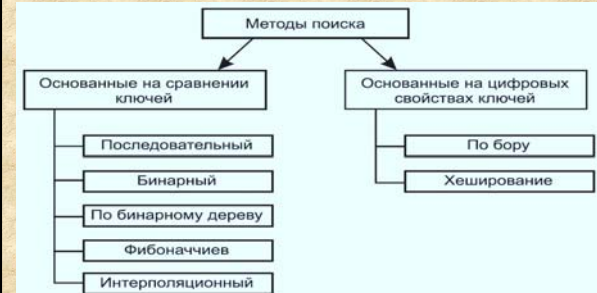 Методы поиска
Основанные на сравнении
ключей
Последовательный
Бинарный
По бинарному дереву
Фибоначчиев
Интерполяционный
Основанные на цифровых
свойствах ключей
По бору
Хеширование